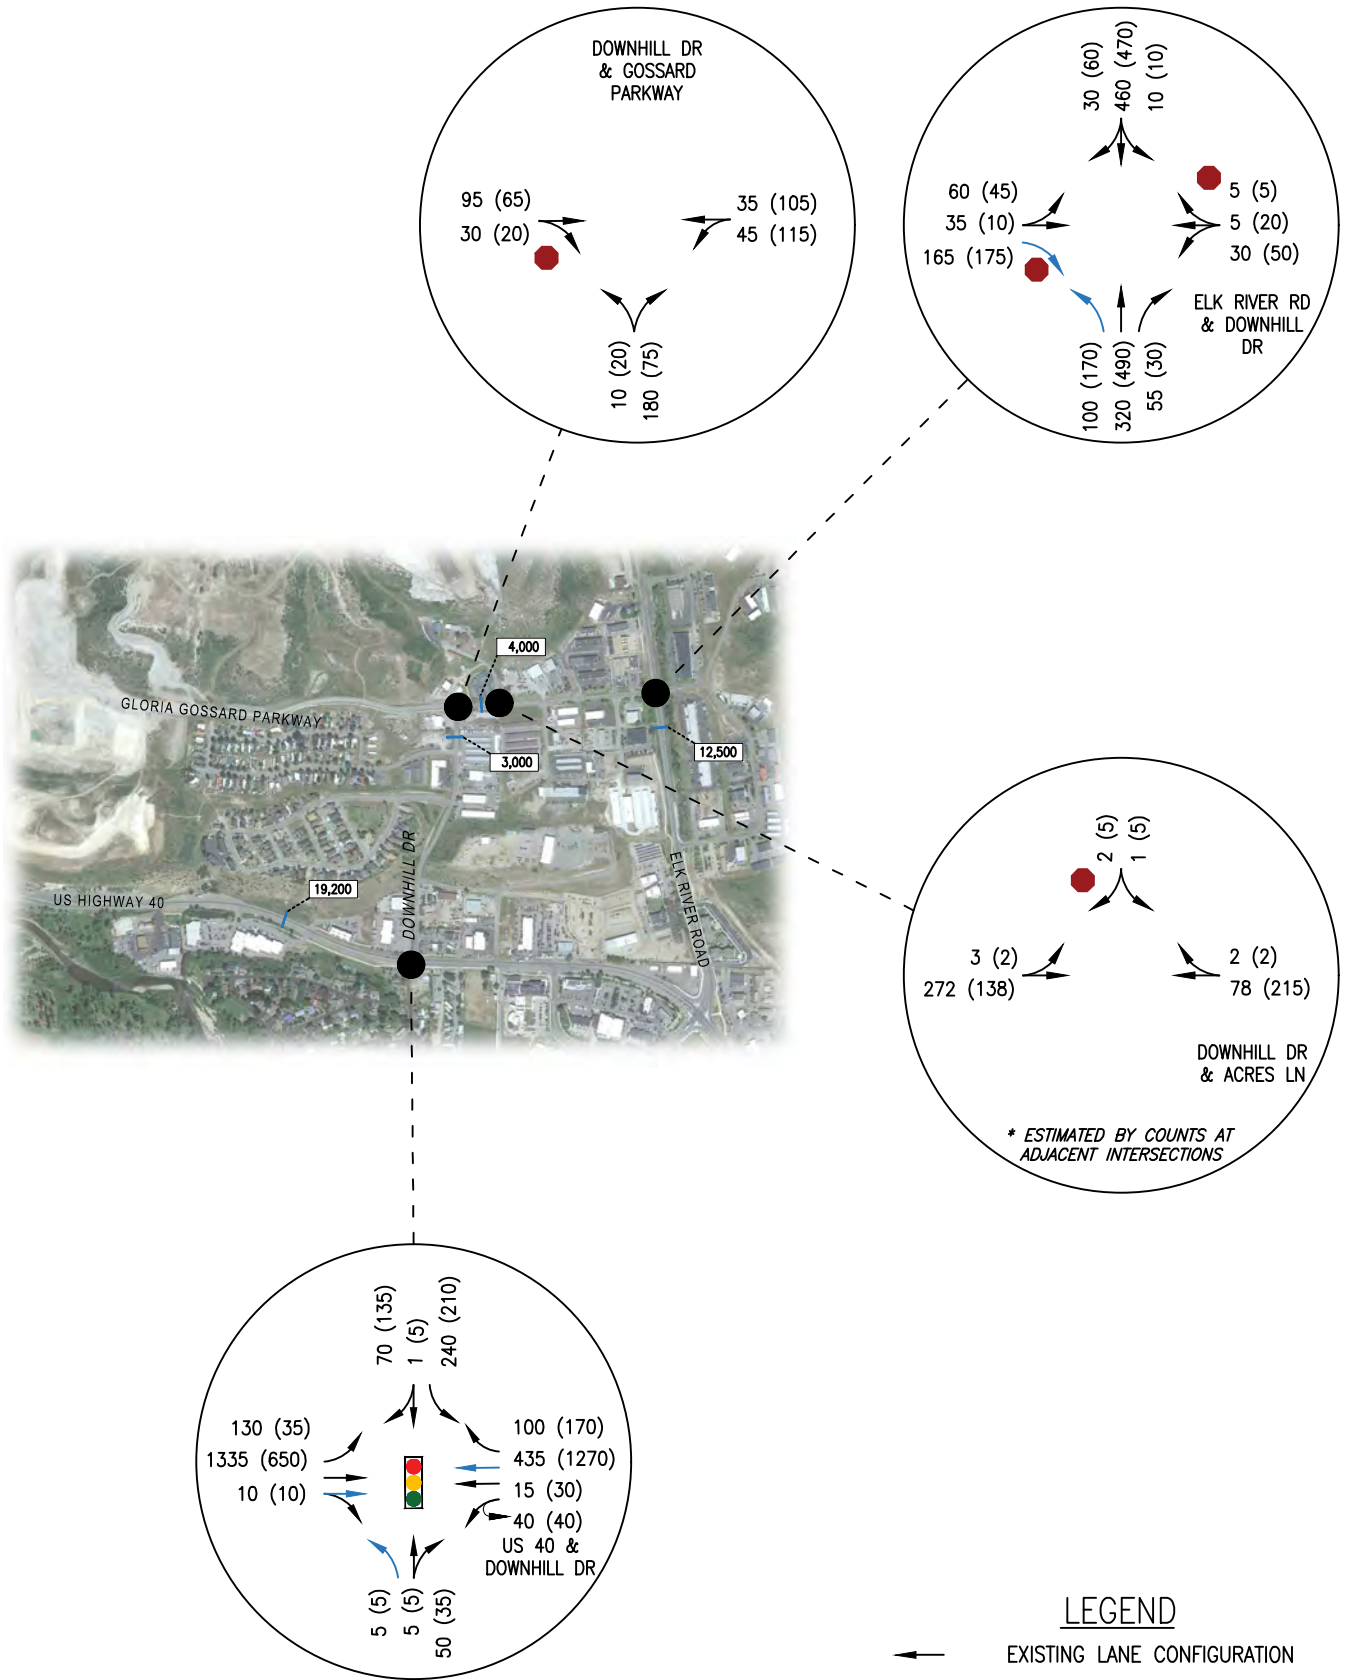 DOWNHILL DR
& GOSSARD
PARKWAY
95 (65)
30 (20)
35 (105)
45 (115)
10 (20)
180 (75)
30 (60)
460 (470)
10 (10)
60 (45)
35 (10)
165 (175)
5 (5)
5 (20)
30 (50)
ELK RIVER RD
& DOWNHILL
DR
100 (170)
320 (490)
55 (30)
4,000
GLORIA GOSSARD PARKWAY
3,000
12,500
DOWNHILL DR
ELK RIVER ROAD
19,200
US HIGHWAY 40
2 (5)
1 (5)
3 (2)
272 (138)
2 (2)
78 (215)
DOWNHILL DR
& ACRES LN
* ESTIMATED BY COUNTS AT
ADJACENT INTERSECTIONS
70 (135)
1 (5)
240 (210)
130 (35)
1335 (650)
10 (10)
100 (170)
435 (1270)
15 (30)
40 (40)
US 40 &
DOWNHILL DR
5 (5)
5 (5)
50 (35)
LEGEND
EXISTING LANE CONFIGURATION